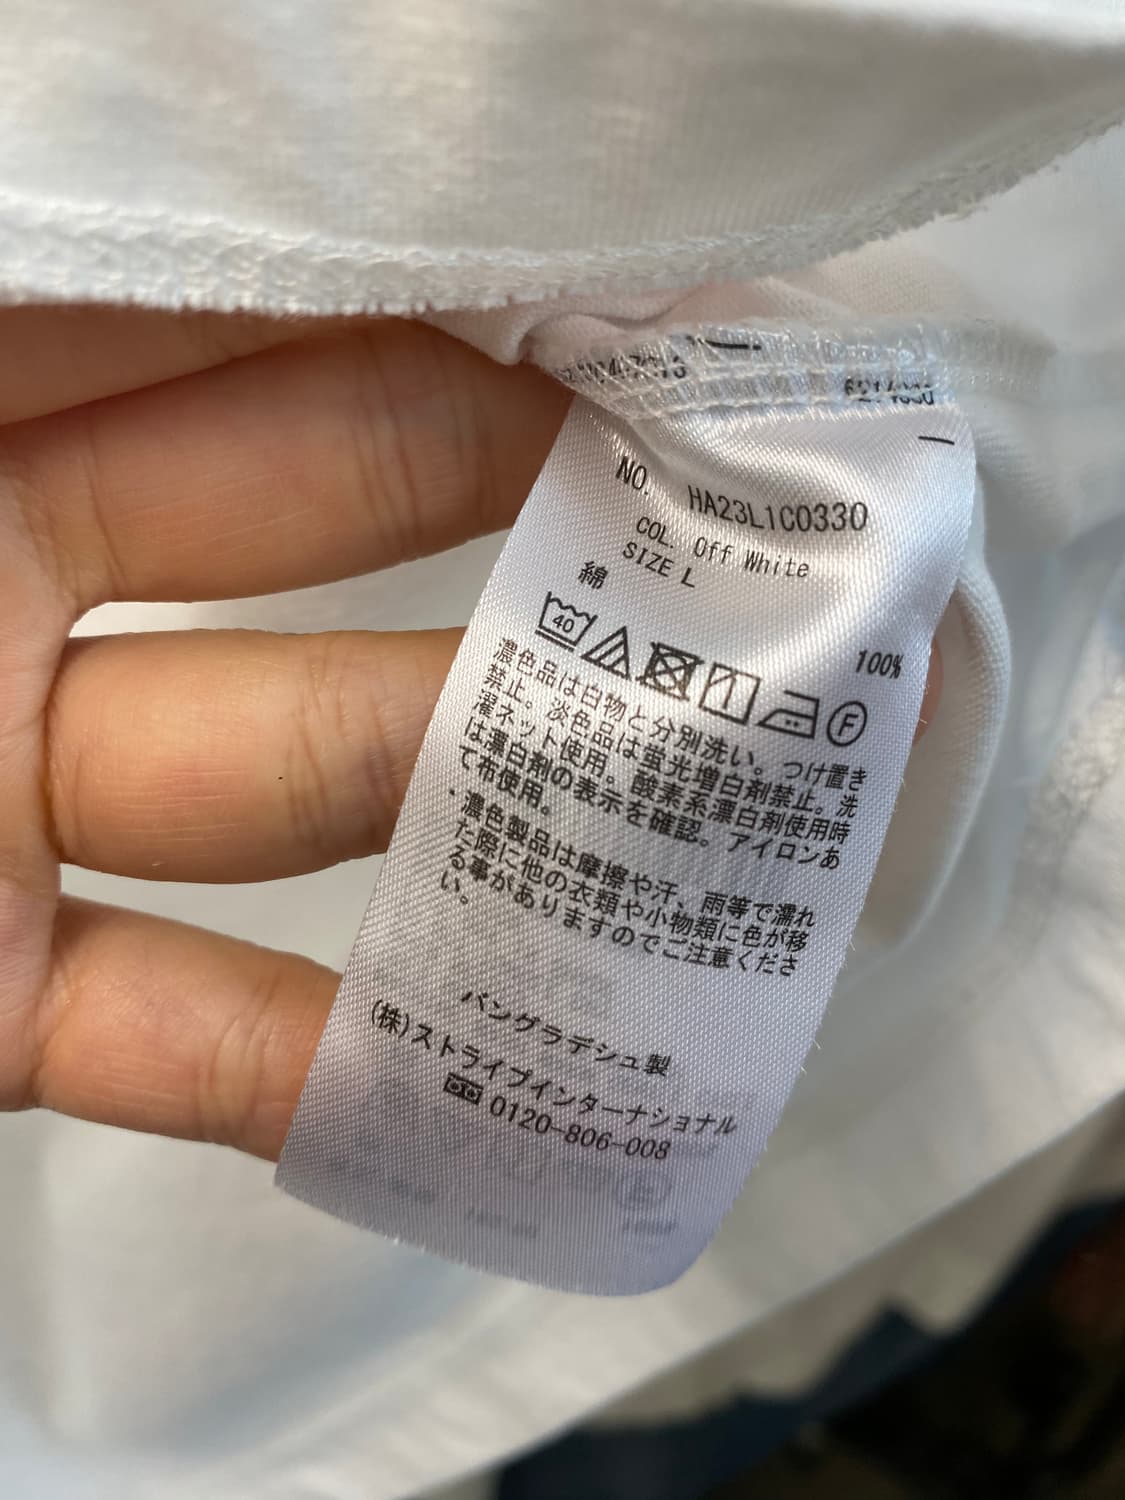 NO. HA23L1C0330
COL. Off White
SIZE L
綿 100%
40
F
濃色品は白物と分別洗い。つけ置き
禁止。淡色品は蛍光増白剤禁止。洗
濯ネット使用。酸素系漂白剤使用時
は漂白剤の表示を確認。アイロンあ
て布使用。
・濃色製品は摩擦や汗、雨等で濡れ
た際に他の衣類や小物類に色が移
る事がありますのでご注意くださ
い。
バングラデシュ製
(株)ストライプインターナショナル
0120-806-008